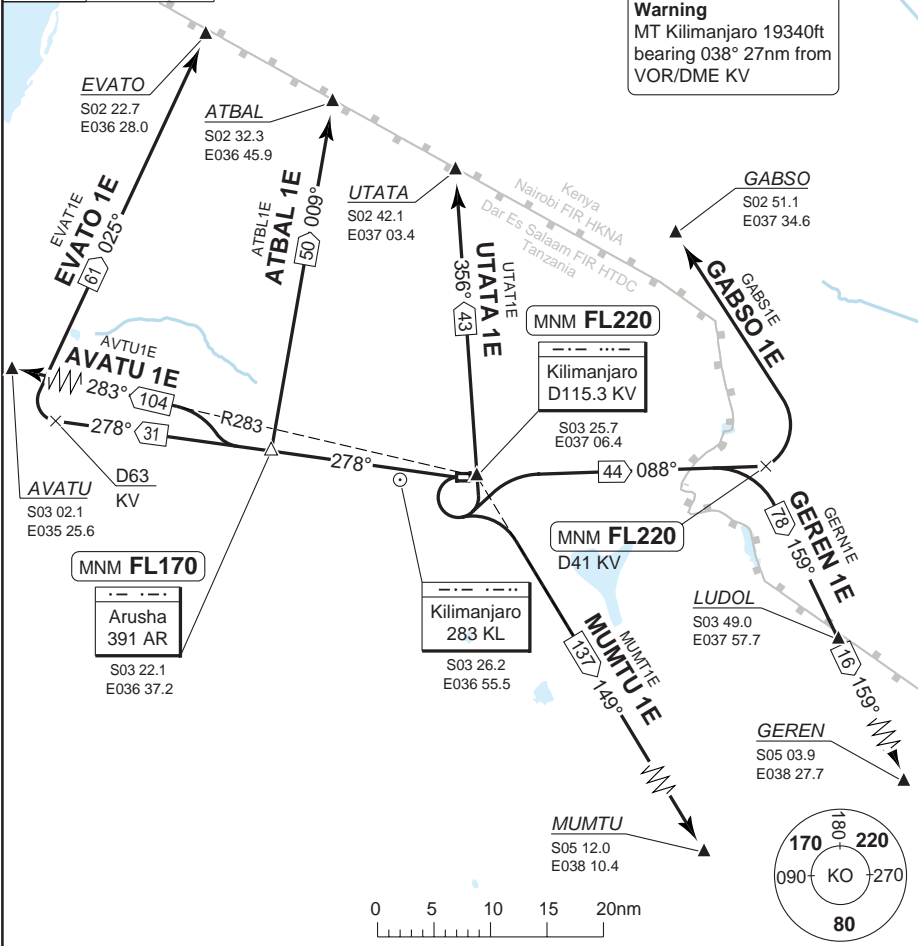 Warning
MT Kilimanjaro 19340ft
bearing 038° 27nm from
VOR/DME KV
EVATO
S02 22.7
E036 28.0
ATBAL
S02 32.3
E036 45.9
UTATA
S02 42.1
E037 03.4
Kenya
Nairobi FIR HKNA
Dar Es Salaam FIR HTDC
Tanzania
GABSO
S02 51.1
E037 34.6
EVAT1E
EVATO 1E
61 025°
ATBL1E
ATBAL 1E
50 009°
UTAT1E
UTATA 1E
356° 43
GABS1E
GABSO 1E
MNM FL220
Kilimanjaro
D115.3 KV
S03 25.7
E037 06.4
AVTU1E
AVATU 1E
283° 104
R283
278° 31
278°
D63
KV
AVATU
S03 02.1
E035 25.6
44 088°
MNM FL220
D41 KV
MNM FL170
Arusha
391 AR
S03 22.1
E036 37.2
Kilimanjaro
283 KL
S03 26.2
E036 55.5
GERN1E
GEREN 1E
78 159°
LUDOL
S03 49.0
E037 57.7
16 159°
MUMT1E
MUMTU 1E
137 149°
GEREN
S05 03.9
E038 27.7
MUMTU
S05 12.0
E038 10.4
180
170 220
090 KO 270
80
0 5 10 15 20nm